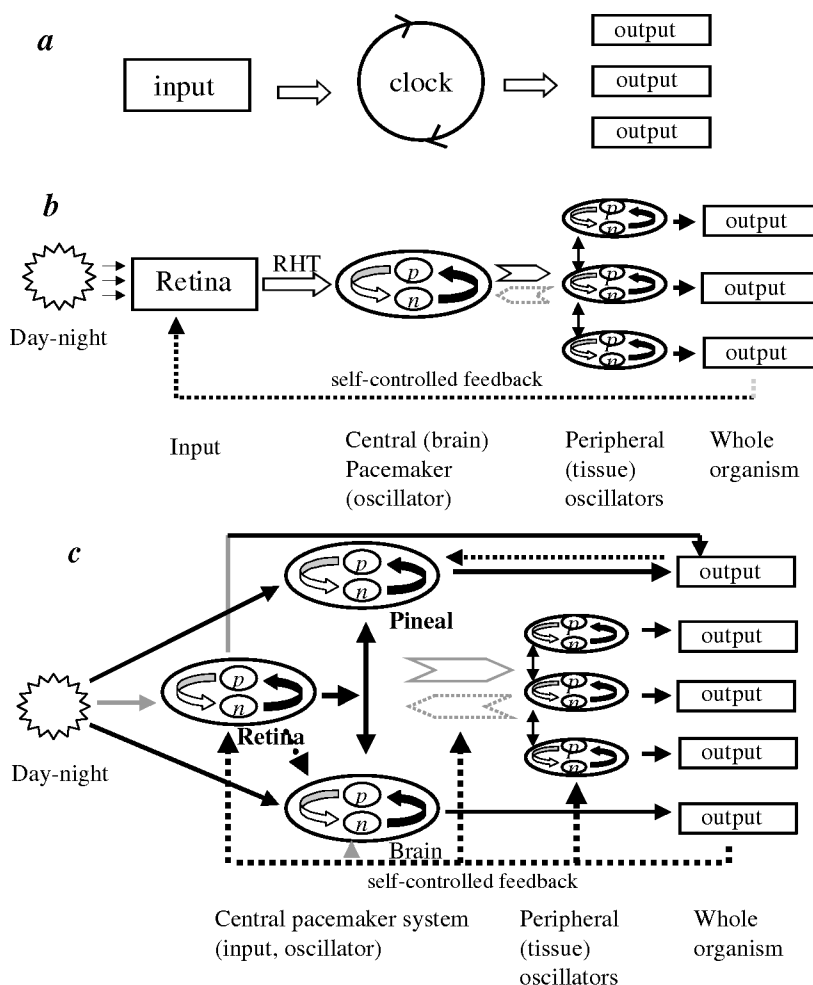 a
input
clock
output
output
output
b
Day-night
Retina
RHT
p
n
p
n
output
p
n
output
p
n
output
self-controlled feedback
Input
Central (brain)
Pacemaker
(oscillator)
Peripheral
(tissue)
oscillators
Whole
organism
c
p
n
Pineal
output
Day-night
p
n
Retina
p
n
output
p
n
output
p
n
output
p
n
Brain
output
self-controlled feedback
Central pacemaker system
(input, oscillator)
Peripheral
(tissue)
oscillators
Whole
organism